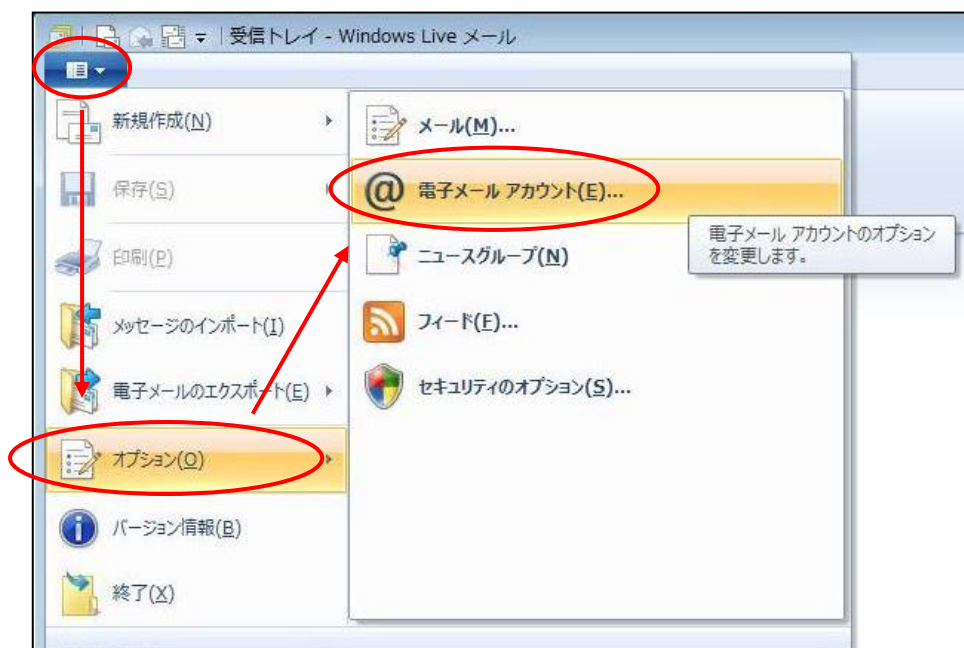 受信トレイ - Windows Live メール
新規作成(N)
保存(S)
印刷(P)
メッセージのインポート(I)
電子メールのエクスポート(E)
オプション(O)
バージョン情報(B)
終了(X)
メール(M)...
電子メール アカウント(E)...
ニュースグループ(N)
フィード(F)...
セキュリティのオプション(S)...
電子メール アカウントのオプション
を変更します。